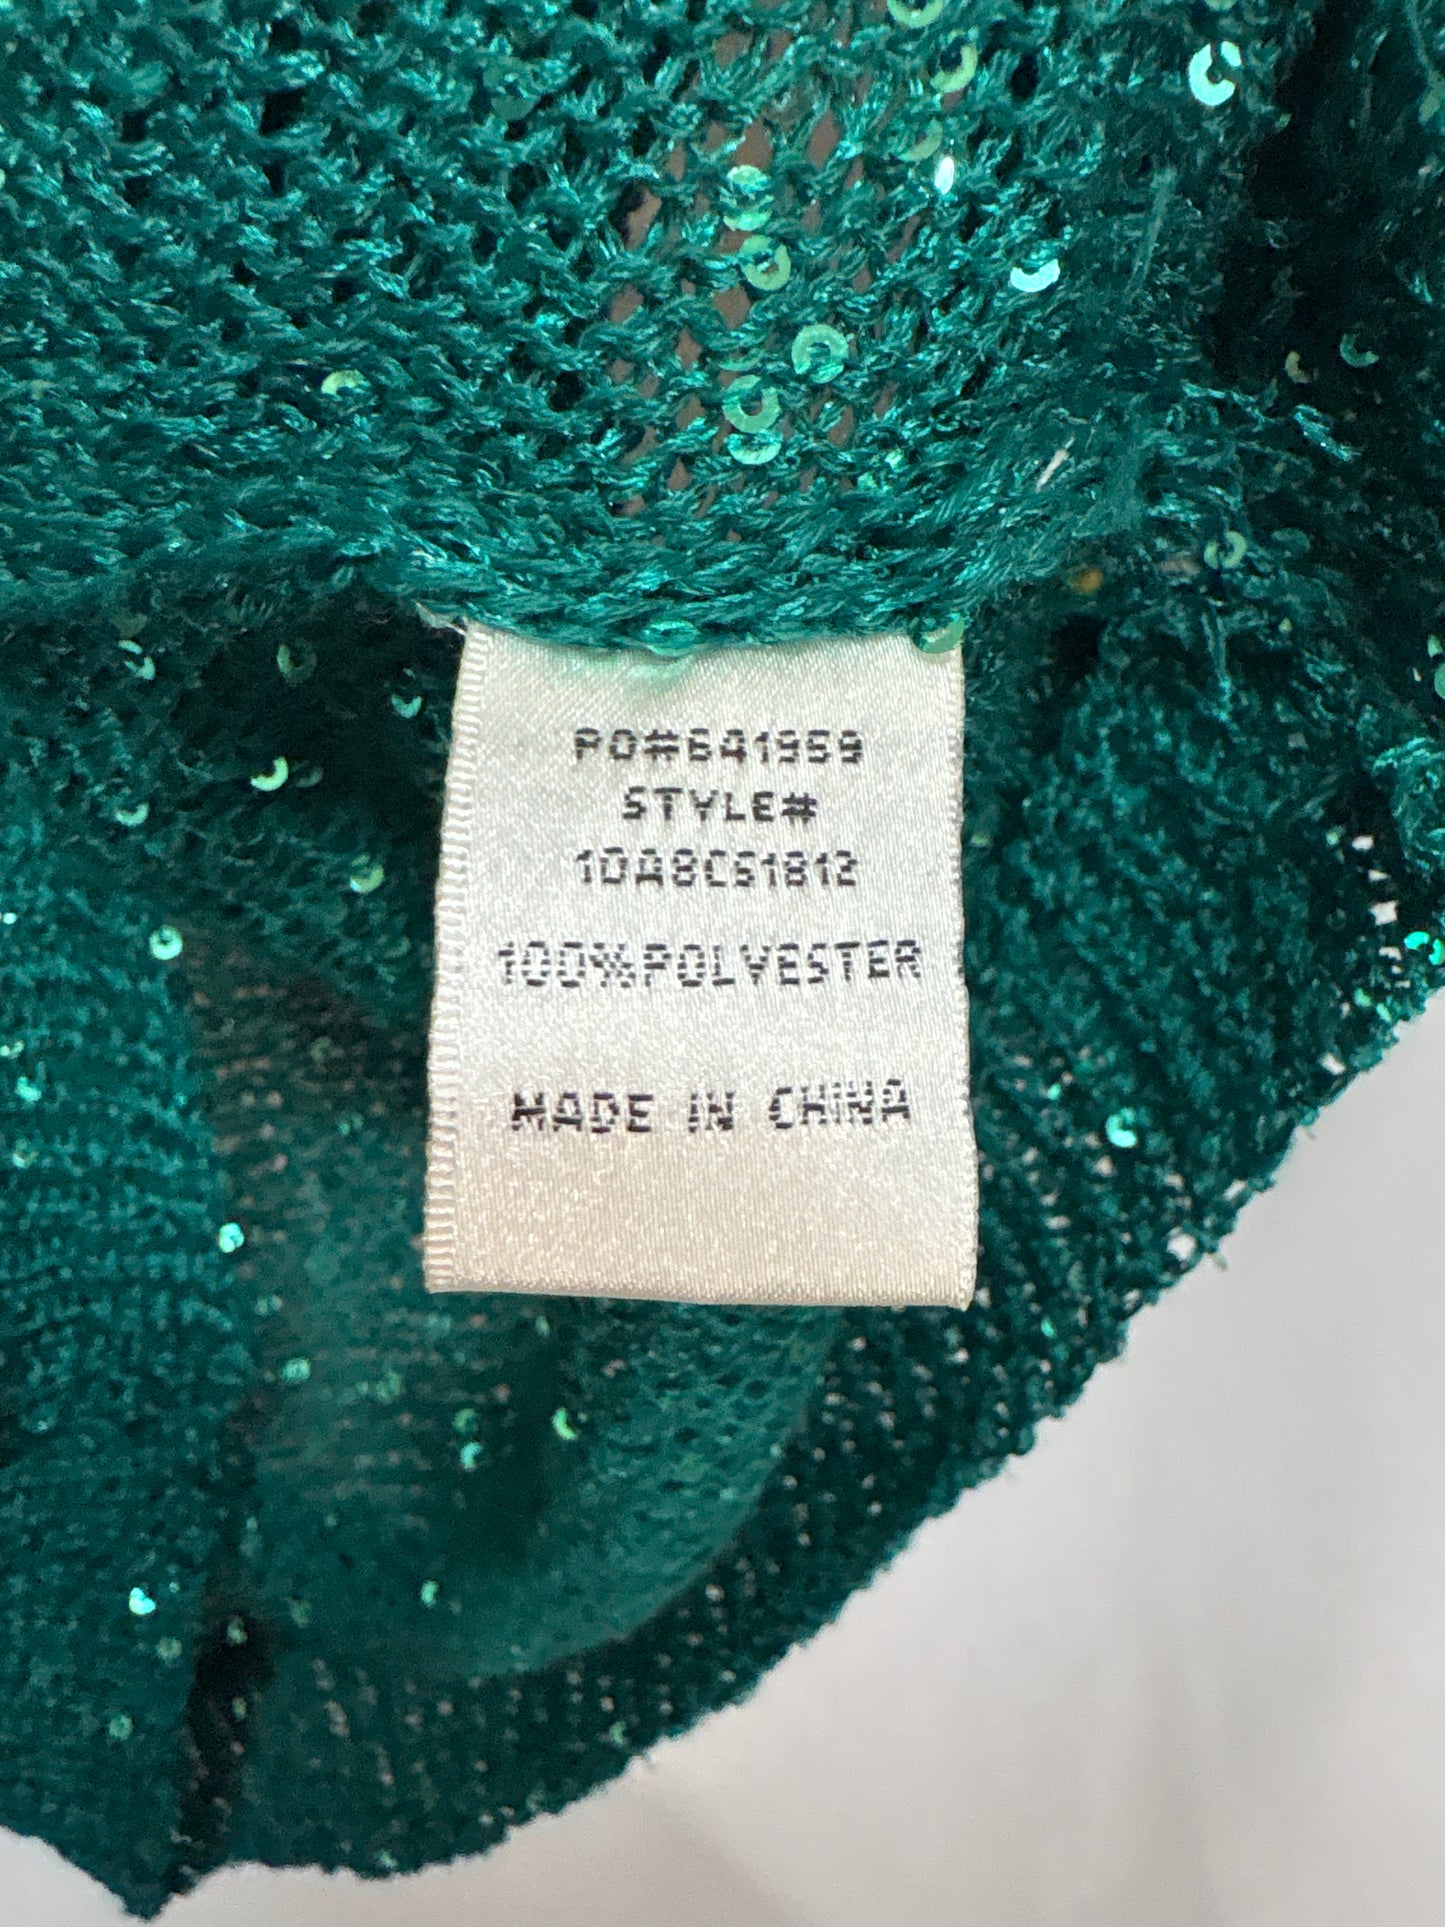 PO#641959
STYLE#
10A8CS1812
100%POLYESTER
MADE IN CHINA